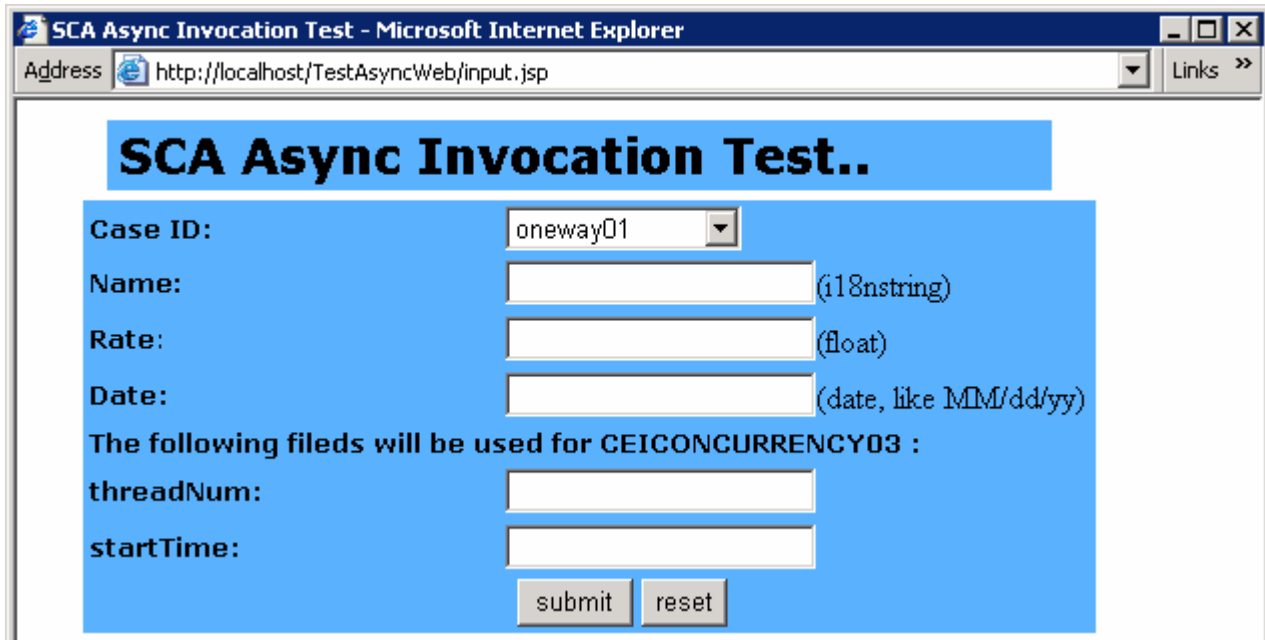 SCA Async Invocation Test - Microsoft Internet Explorer
Address http://localhost/TestAsyncWeb/input.jsp Links »
SCA Async Invocation Test..
Case ID: oneway01
Name: (i18nstring)
Rate: (float)
Date: (date, like MM/dd/yy)
The following fileds will be used for CEICONCURRENCY03 :
threadNum:
startTime:
submit reset